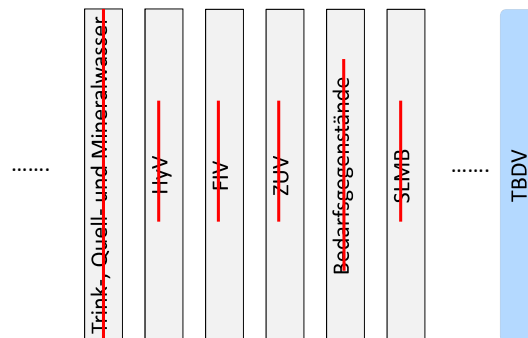 .......
Trink-, Quell- und Mineralwasser
HyV
FIV
ZUV
Bedarfsgegenstände
SLMB
.......
TBDV